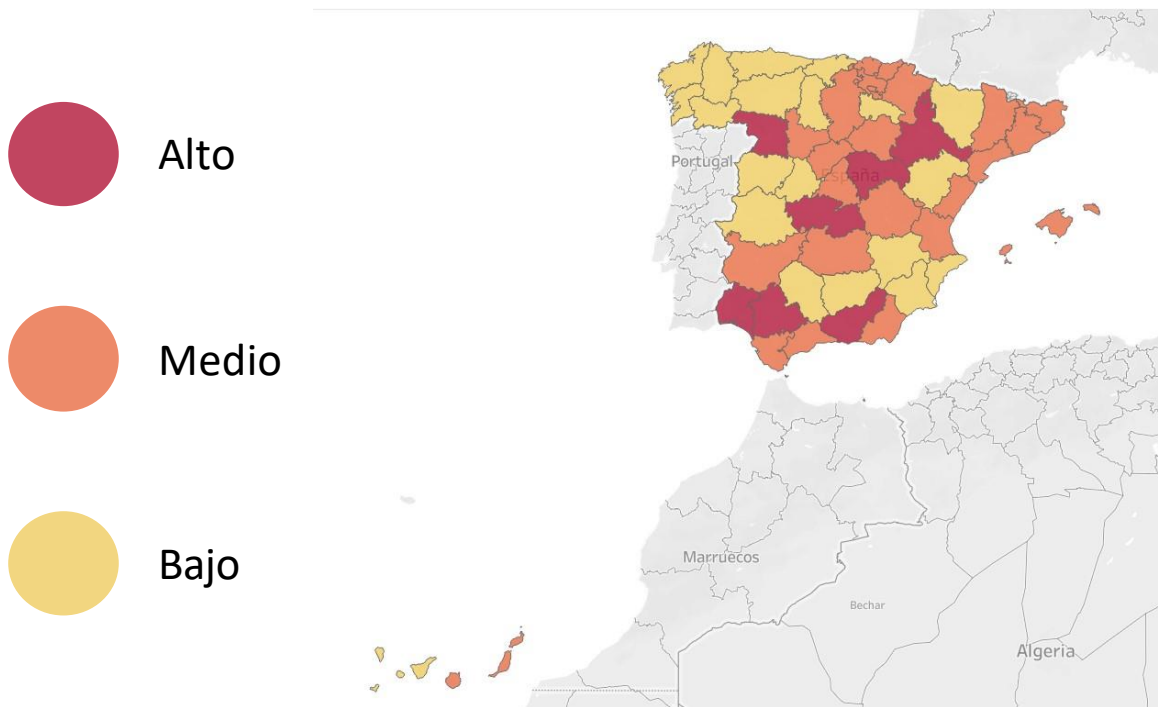 Alto
Medio
Bajo
Portugal
España
Marruecos
Bechar
Algeria